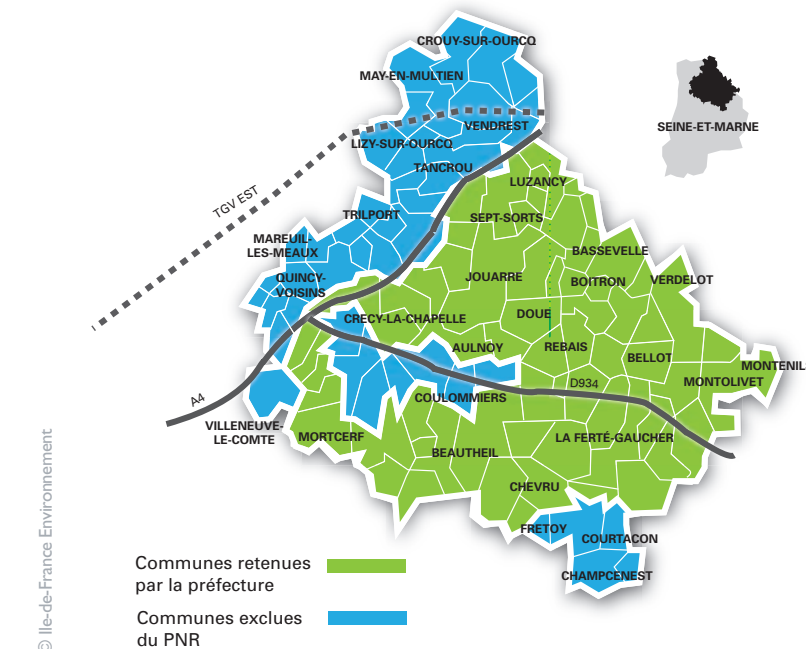 CROUY-SUR-OURCQ
MAY-EN-MULTIEN
SEINE-ET-MARNE
VENDREST
LIZY-SUR-OURCQ
TANCROU
LUZANCY
TGV EST
TRILPORT
SEPT-SORTS
MAREUIL-
LES-MEAUX
BASSEVELLE
QUINCY-
VOISINS
JOUARRE
BOITRON
VERDELOT
CRECY-LA-CHAPELLE
DOUE
AULNOY
REBAIS
BELLOT
MONTENIL
MONTOLIVET
D934
A4
COULOMMIERS
VILLENEUVE-
LE-COMTE
MORTCERF
LA FERTÉ-GAUCHER
BEAUTHEIL
CHEVRU
FRETOY
COURTACON
CHAMPCENEST
Communes retenues
par la préfecture
Communes exclues
du PNR
© Ile-de-France Environnement